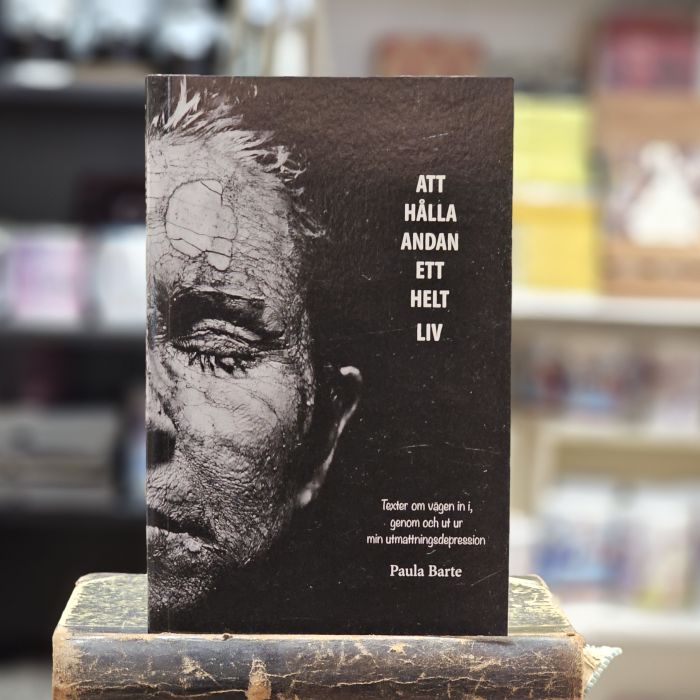 ATT
HÅLLA
ANDAN
ETT
HELT
LIV
Texter om vägen in i,
genom och ut ur
min utmattningsdepression
Paula Barte